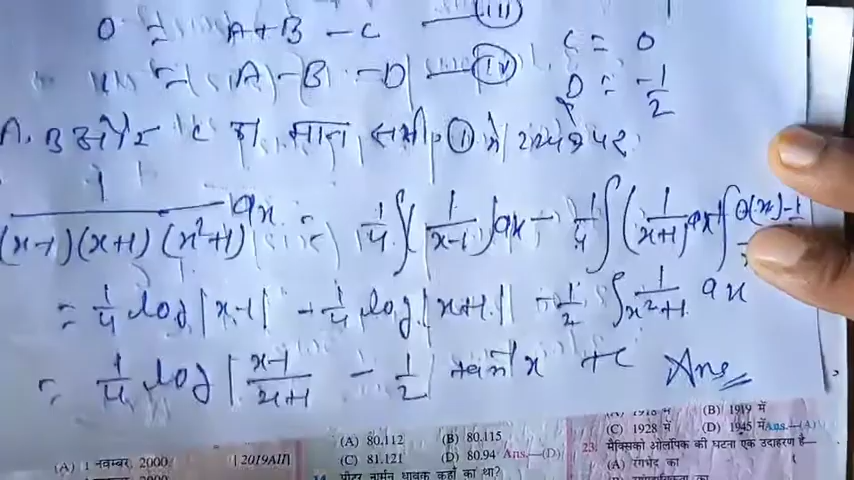 0 = A+B -C —(iii)
C = 0
= A - B - D —(iv)
D = -1/2
A, B और C का मान समी० (1) में रखने पर
1/((x-1)(x+1)(x²+1)) dx = 1/4 ∫(1/(x-1))dx - 1/4 ∫(1/(x+1))dx ∫ 0(x)-1
= 1/4 log|x-1| - 1/4 log|x+1| - 1/2 ∫ 1/(x²+1) dx
= 1/4 log|(x-1)/(x+1)| - 1/2 x +C Ans
(A) 1 नवम्बर, 2000 [2019AII]
(A) 80.112 (B) 80.115
(C) 81.121 (D) 80.94 Ans.—(D)
(B) 1919 में
(C) 1928 में (D) 1945 में Ans.—(A)
23. मैक्सिको ओलंपिक की घटना एक उदाहरण है—
(A) रंगभेद का